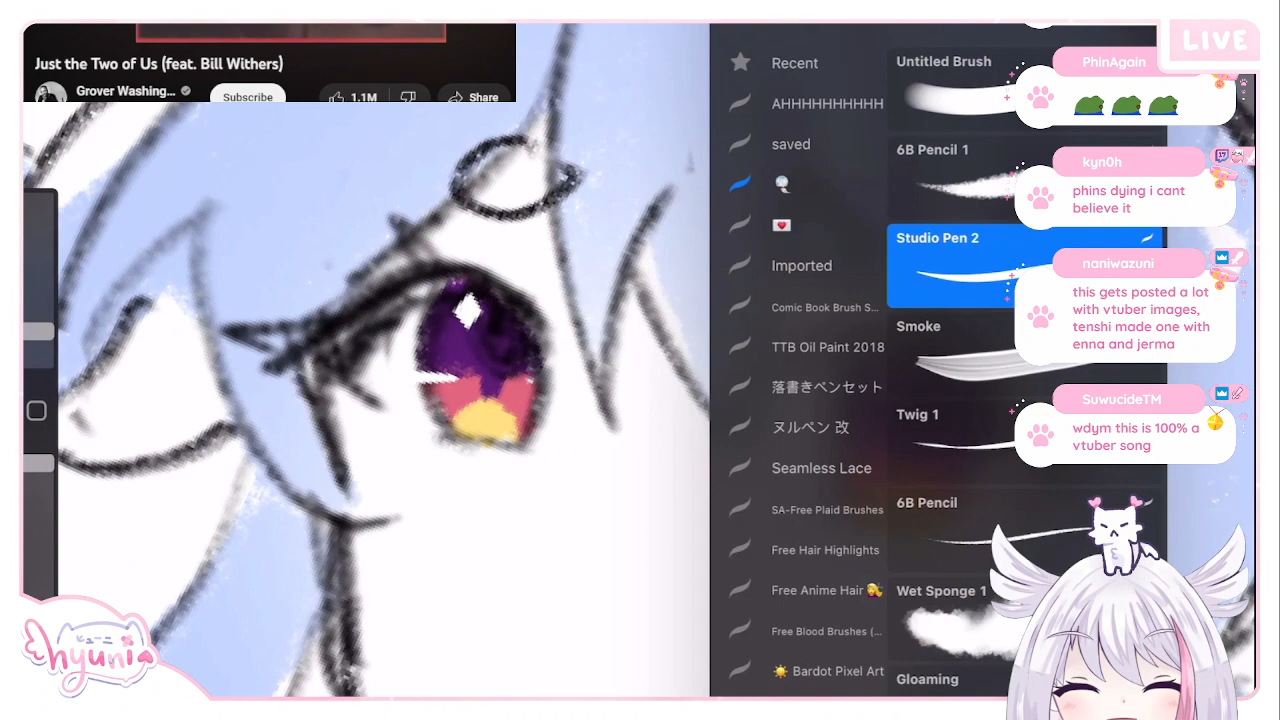 Just the Two of Us (feat. Bill Withers)
Grover Washing...
Subscribe
1.1M
Share
Recent
AHHHHHHHHHH
saved
Imported
Comic Book Brush S...
TTB Oil Paint 2018
落書きペンセット
ヌルペン 改
Seamless Lace
SA-Free Plaid Brushes
Free Hair Highlights
Free Anime Hair
Free Blood Brushes (...
Bardot Pixel Art
Untitled Brush
6B Pencil 1
Studio Pen 2
Smoke
Twig 1
6B Pencil
Wet Sponge 1
Gloaming
LIVE
PhinAgain
kyn0h
phins dying i cant
believe it
naniwazuni
this gets posted a lot
with vtuber images,
tenshi made one with
enna and jerma
SuwucideTM
wdym this is 100% a
vtuber song
ヒューニ
hyuni